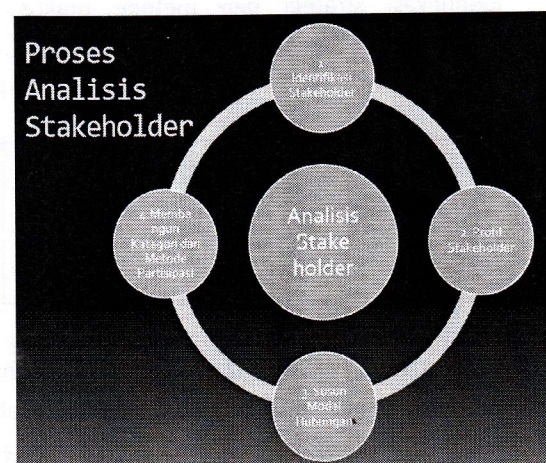 Proses
Analisis
Stakeholder
1.
Identifikasi
Stakeholder
2. Profil
Stakeholder
3. Susun
Model
Hubungan
4. Memba
ngun
Katagori dan
Metode
Partisipasi
Analisis
Stake
holder